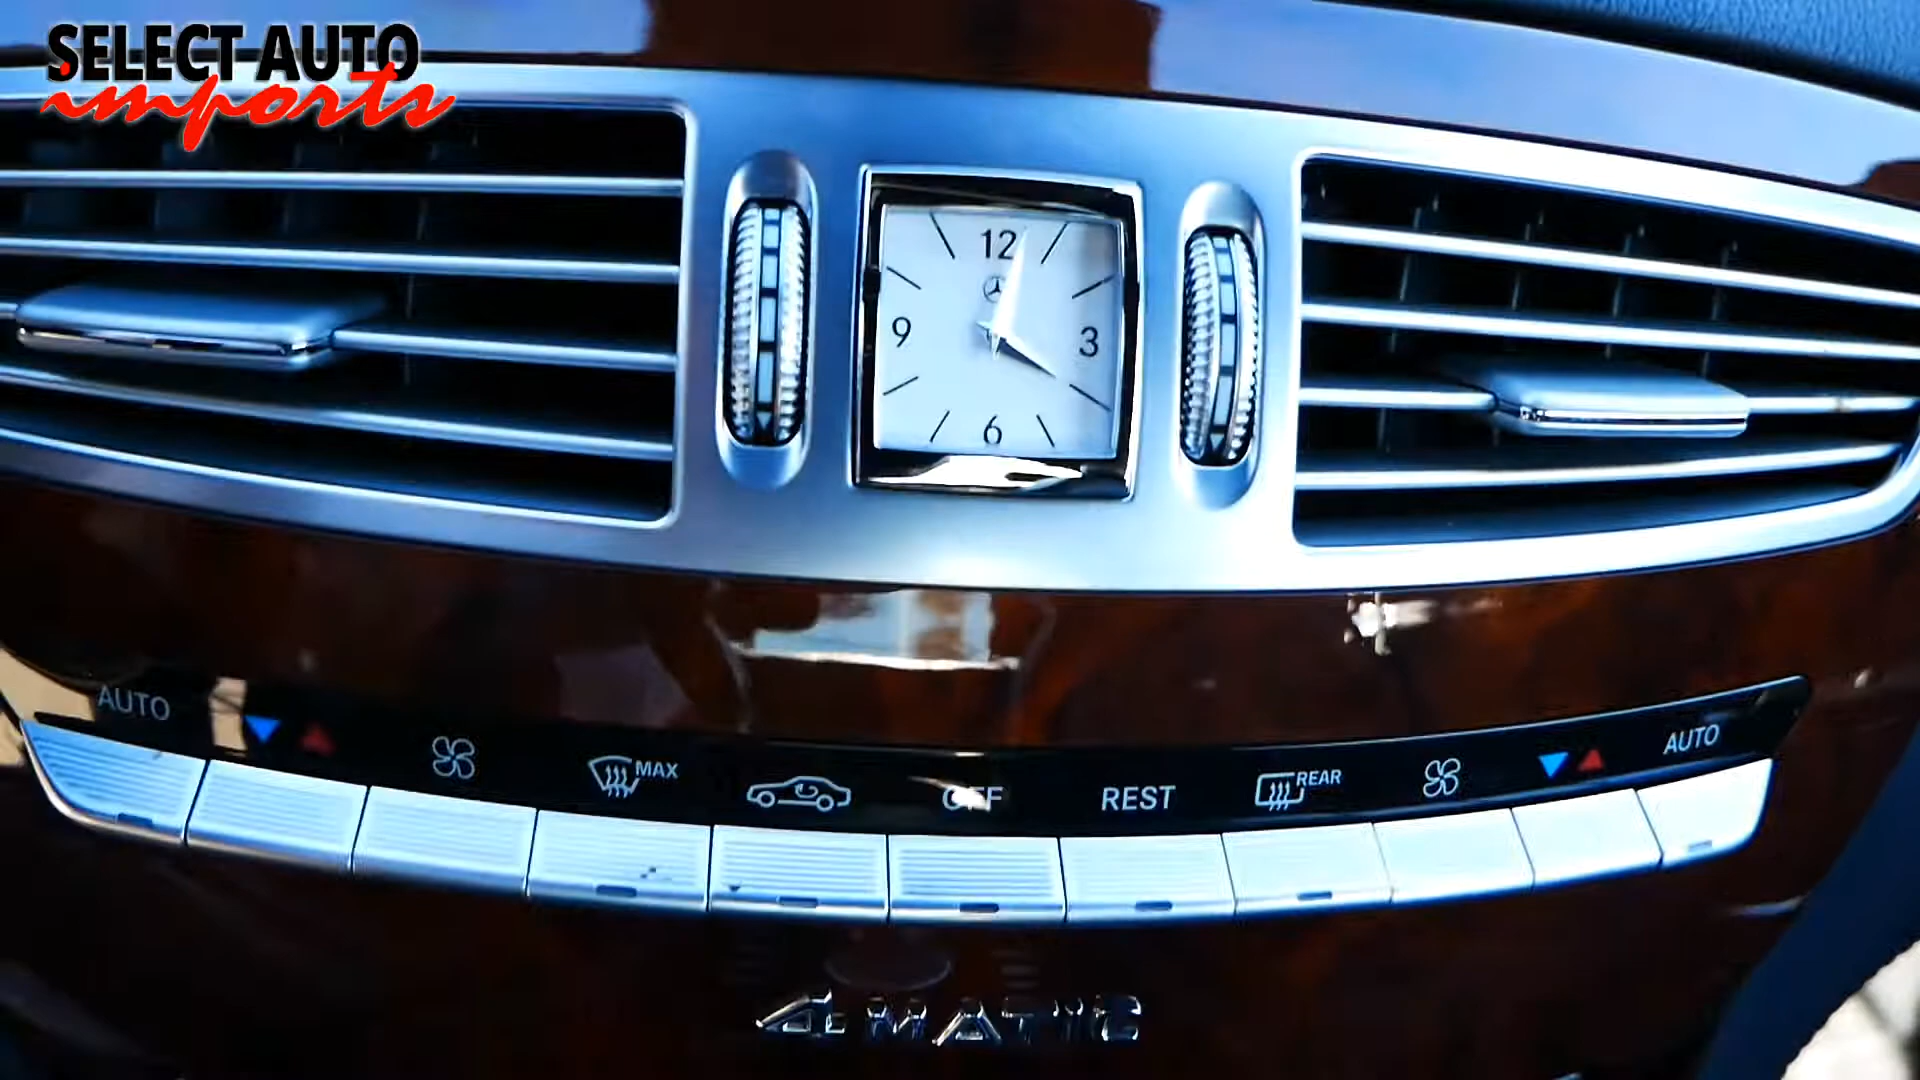 SELECT AUTO
imports
12
9
3
6
AUTO
MAX
OFF
REST
REAR
AUTO
4MATIC